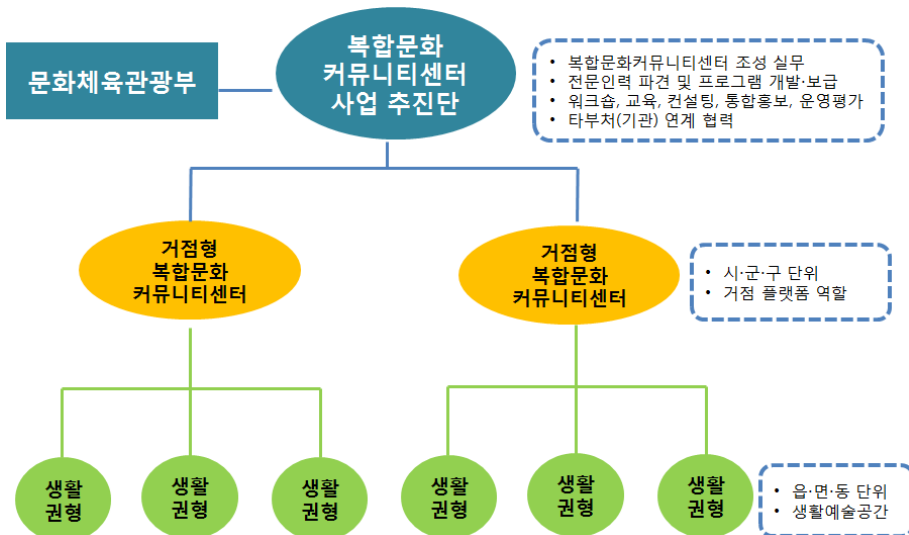 문화체육관광부
복합문화
커뮤니티센터
사업 추진단
• 복합문화커뮤니티센터 조성 실무
• 전문인력 파견 및 프로그램 개발·보급
• 워크숍, 교육, 컨설팅, 통합홍보, 운영평가
• 타부처(기관) 연계 협력
거점형
복합문화
커뮤니티센터
거점형
복합문화
커뮤니티센터
• 시·군·구 단위
• 거점 플랫폼 역할
생활
권형
생활
권형
생활
권형
생활
권형
생활
권형
생활
권형
• 읍·면·동 단위
• 생활예술공간